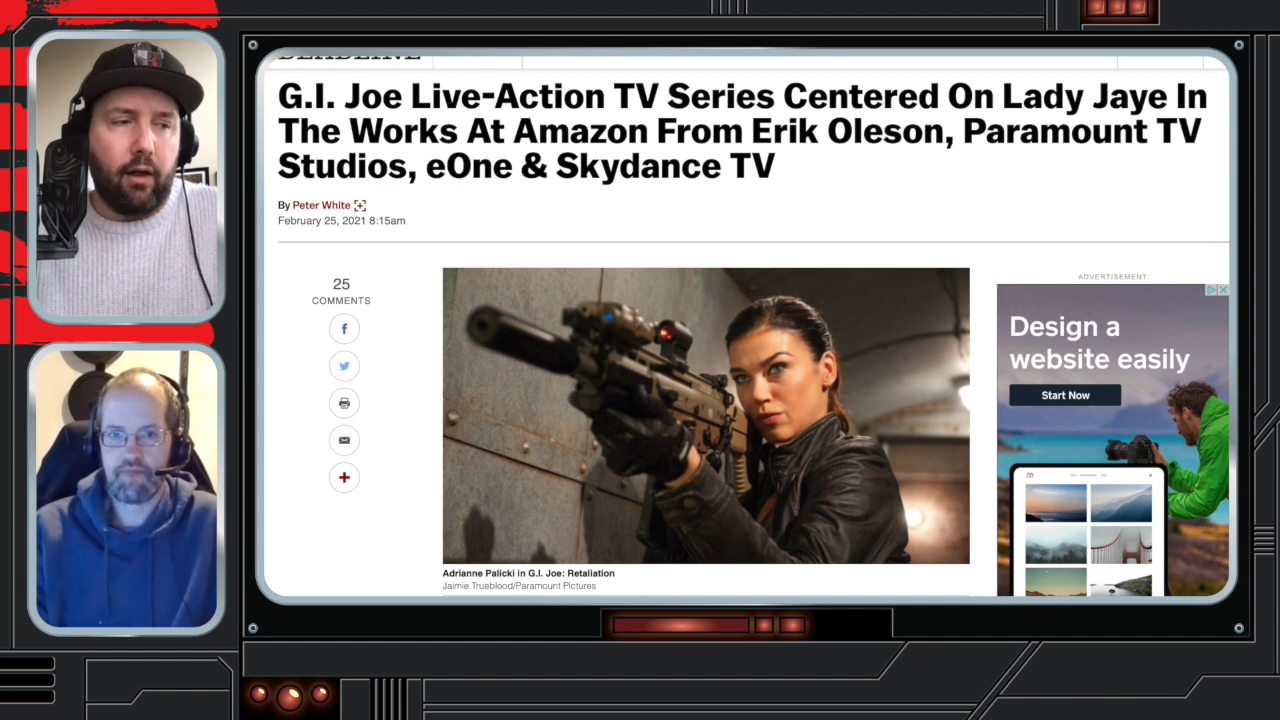 DEADLINE
G.I. Joe Live-Action TV Series Centered On Lady Jaye In
The Works At Amazon From Erik Oleson, Paramount TV
Studios, eOne & Skydance TV
By Peter White
February 25, 2021 8:15am
25
COMMENTS
ADVERTISEMENT
Design a
website easily
Start Now
Adrianne Palicki in G.I. Joe: Retaliation
Jaimie Trueblood/Paramount Pictures